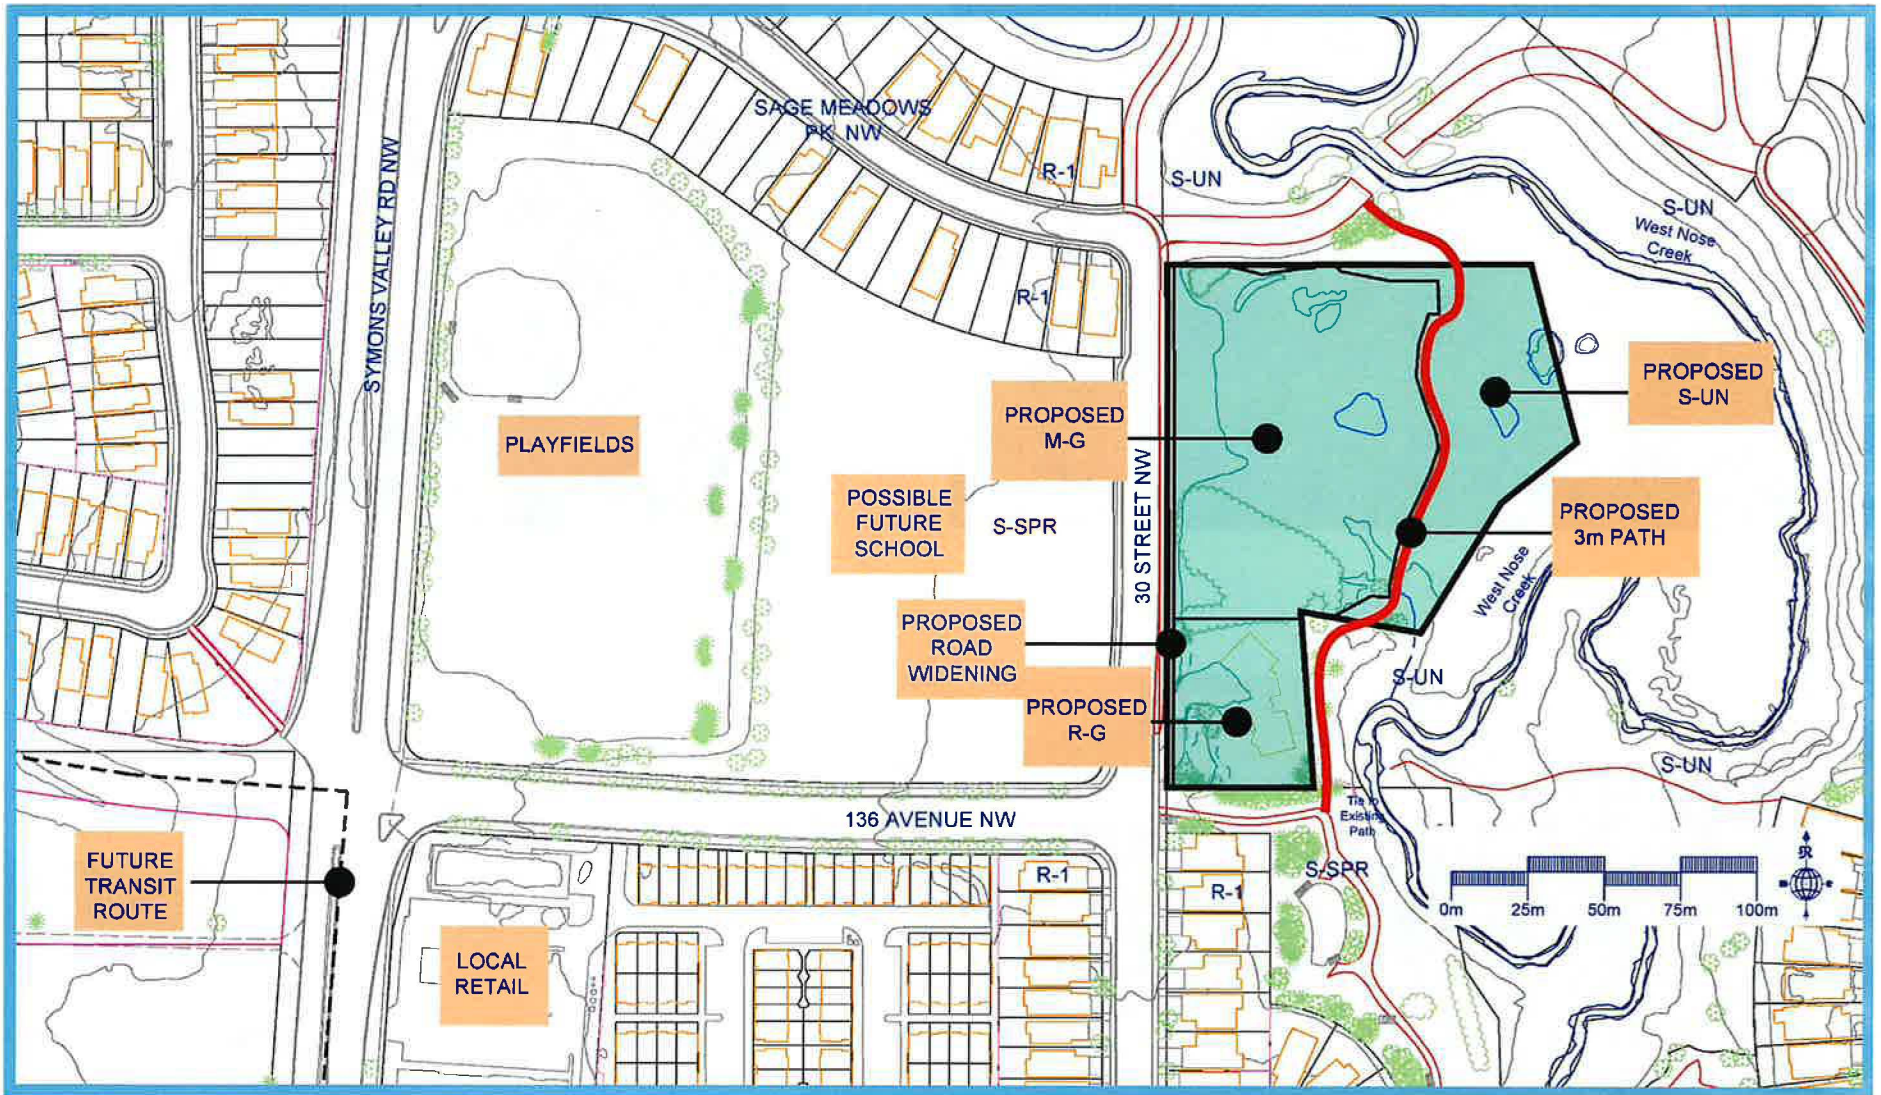 SAGE MEADOWS
PK NW
R-1
S-UN
S-UN
West Nose
Creek
SYMONS VALLEY RD NW
R-1
PROPOSED
S-UN
PROPOSED
M-G
PLAYFIELDS
30 STREET NW
POSSIBLE
FUTURE
SCHOOL
S-SPR
PROPOSED
3m PATH
West Nose
Creek
PROPOSED
ROAD
WIDENING
S-UN
PROPOSED
R-G
S-UN
Tie to
Existing
Path
136 AVENUE NW
FUTURE
TRANSIT
ROUTE
R-1
R-1
S-SPR
0m 25m 50m 75m 100m
LOCAL
RETAIL